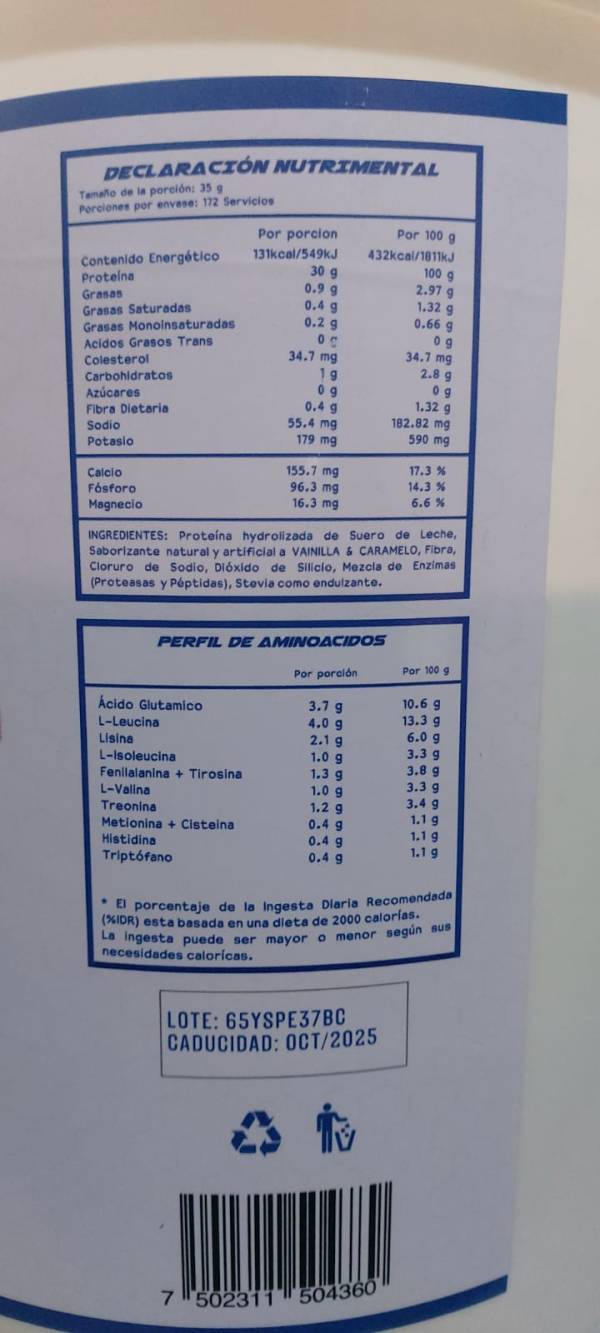 DECLARACIÓN NUTRIMENTAL
Tamaño de la porción: 35 g
Porciones por envase: 172 Servicios
Por porcion Por 100 g
Contenido Energético 131kcal/549kJ 432kcal/1811kJ
Proteína 30 g 100 g
Grasas 0.9 g 2.97 g
Grasas Saturadas 0.4 g 1.32 g
Grasas Monoinsaturadas 0.2 g 0.66 g
Acidos Grasos Trans 0 g 0 g
Colesterol 34.7 mg 34.7 mg
Carbohidratos 1 g 2.8 g
Azúcares 0 g 0 g
Fibra Dietaria 0.4 g 1.32 g
Sodio 55.4 mg 182.82 mg
Potasio 179 mg 590 mg
Calcio 155.7 mg 17.3 %
Fósforo 96.3 mg 14.3 %
Magnecio 16.3 mg 6.6 %
INGREDIENTES: Proteína hydrolizada de Suero de Leche,
Saborizante natural y artificial a VAINILLA & CARAMELO, Fibra,
Cloruro de Sodio, Dióxido de Silicio, Mezcla de Enzimas
(Proteasas y Péptidas), Stevia como endulzante.
PERFIL DE AMINOACIDOS
Por porción Por 100 g
Ácido Glutamico 3.7 g 10.6 g
L-Leucina 4.0 g 13.3 g
Lisina 2.1 g 6.0 g
L-Isoleucina 1.0 g 3.3 g
Fenilalanina + Tirosina 1.3 g 3.8 g
L-Valina 1.0 g 3.3 g
Treonina 1.2 g 3.4 g
Metionina + Cisteina 0.4 g 1.1 g
Histidina 0.4 g 1.1 g
Triptófano 0.4 g 1.1 g
* El porcentaje de la Ingesta Diaria Recomendada
(%IDR) esta basada en una dieta de 2000 calorías.
La ingesta puede ser mayor o menor según sus
necesidades calorícas.
LOTE: 65YSPE37BC
CADUCIDAD: OCT/2025
7 502311 504360